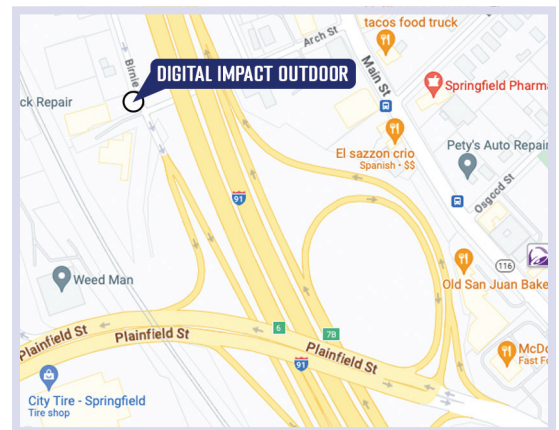 tacos food truck
Arch St
Main St
Birnie
DIGITAL IMPACT OUTDOOR
ck Repair
Springfield Pharm
El sazzon crio
Spanish • $$
Pety's Auto Repair
Osgood St
91
116
Weed Man
Old San Juan Bake
6
7B
Plainfield St
Plainfield St
Plainfield St
91
McDo
Fast Fo
City Tire - Springfield
Tire shop